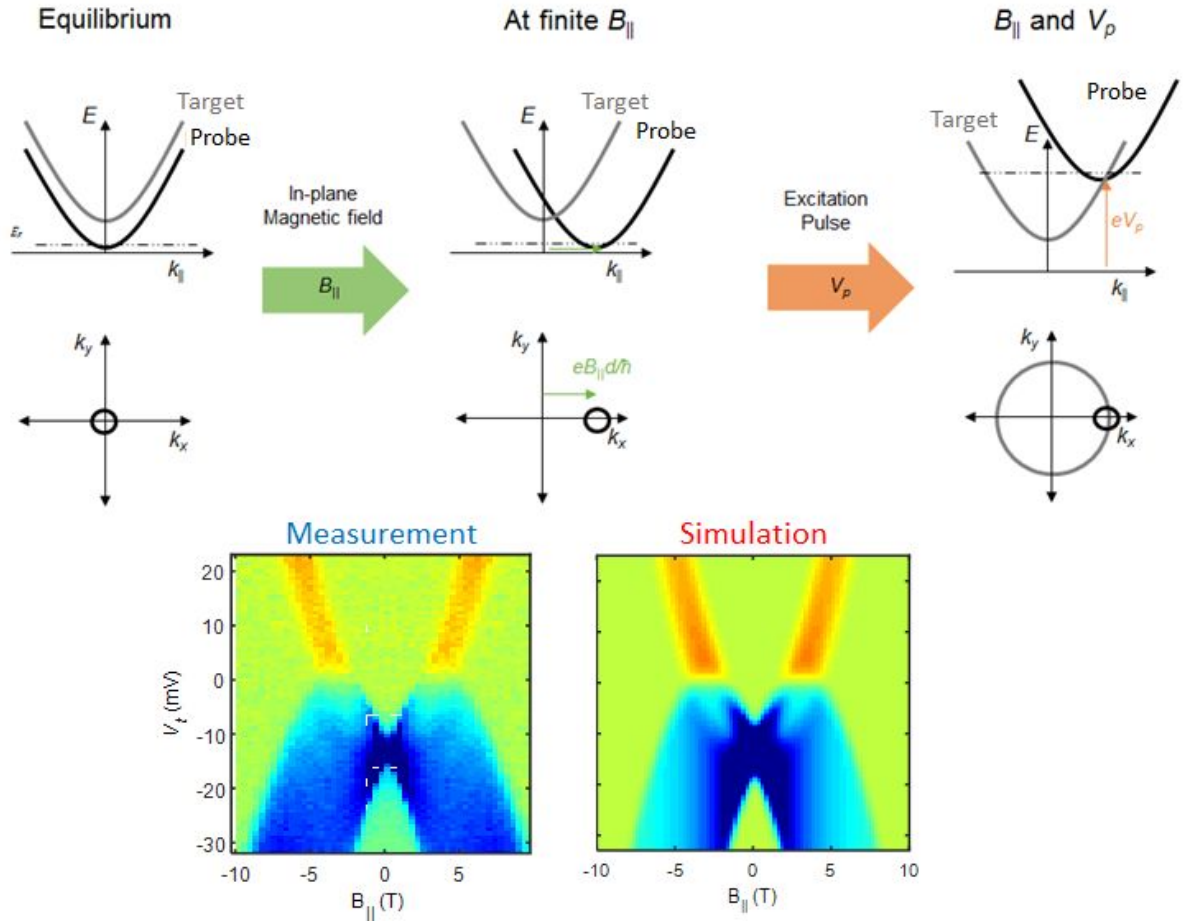 Equilibrium
At finite B||
B|| and Vp
Target
Probe
E
εF
k||
In-plane
Magnetic field
B||
Target
Probe
E
k||
Excitation
Pulse
Vp
Probe
Target
E
eVp
k||
ky
kx
ky
eB||d/ħ
kx
ky
kx
Measurement
Simulation
20
10
0
-10
-20
-30
Vt (mV)
-10
-5
0
5
B|| (T)
-10
-5
0
5
10
B|| (T)